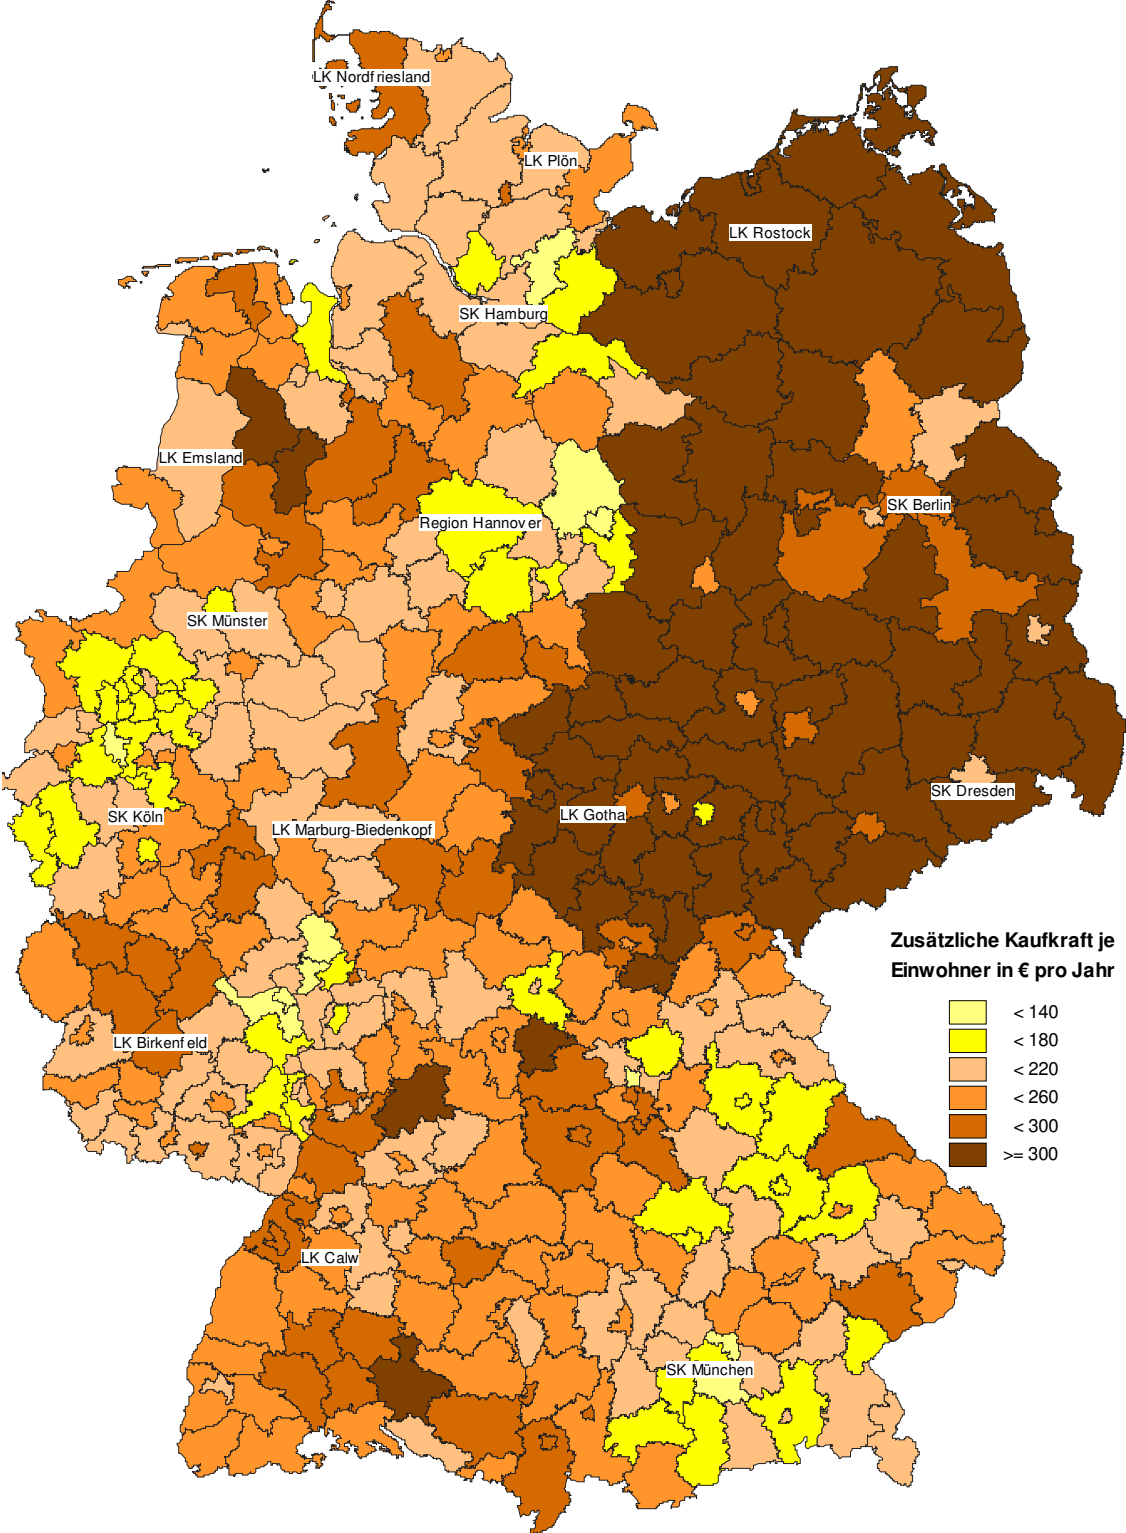 LK Nordfriesland
LK Plön
LK Rostock
SK Hamburg
LK Emsland
SK Berlin
Region Hannover
SK Münster
SK Dresden
SK Köln
LK Gotha
LK Marburg-Biedenkopf
Zusätzliche Kaufkraft je
Einwohner in € pro Jahr
< 140
< 180
LK Birkenfeld
< 220
< 260
< 300
>= 300
LK Calw
SK München